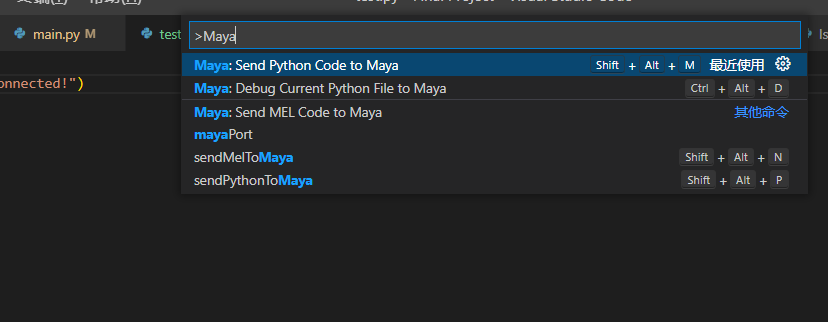 main.py M
test
>Maya
onnected!")
Maya: Send Python Code to Maya Shift + Alt + M 最近使用
Maya: Debug Current Python File to Maya Ctrl + Alt + D
Maya: Send MEL Code to Maya 其他命令
mayaPort
sendMelToMaya Shift + Alt + N
sendPythonToMaya Shift + Alt + P